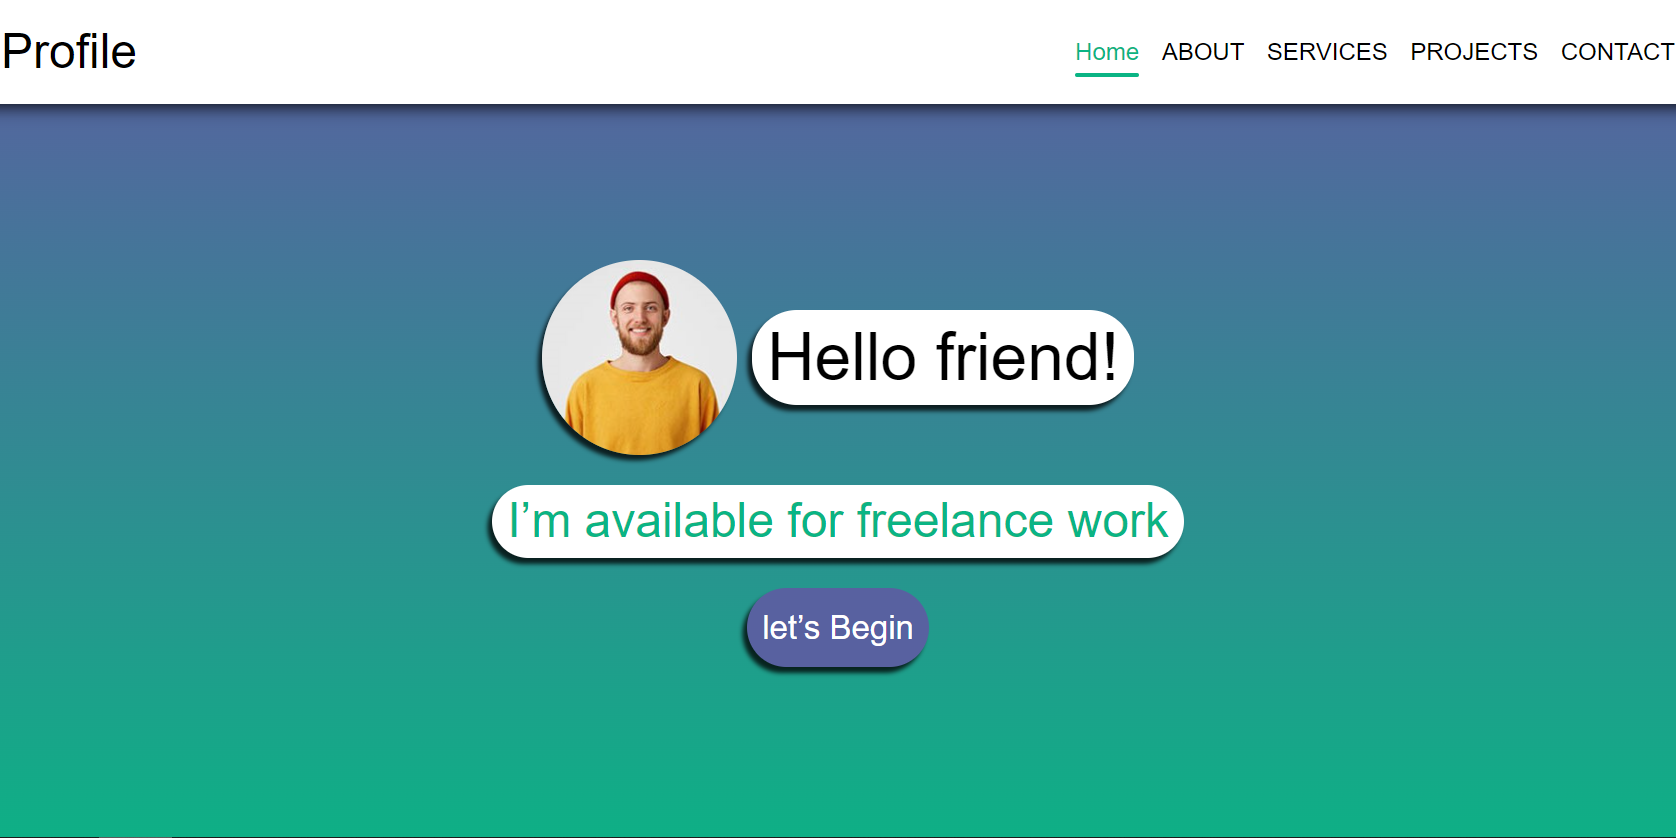 Profile
Home ABOUT SERVICES PROJECTS CONTACT
Hello friend!
I’m available for freelance work
let’s Begin